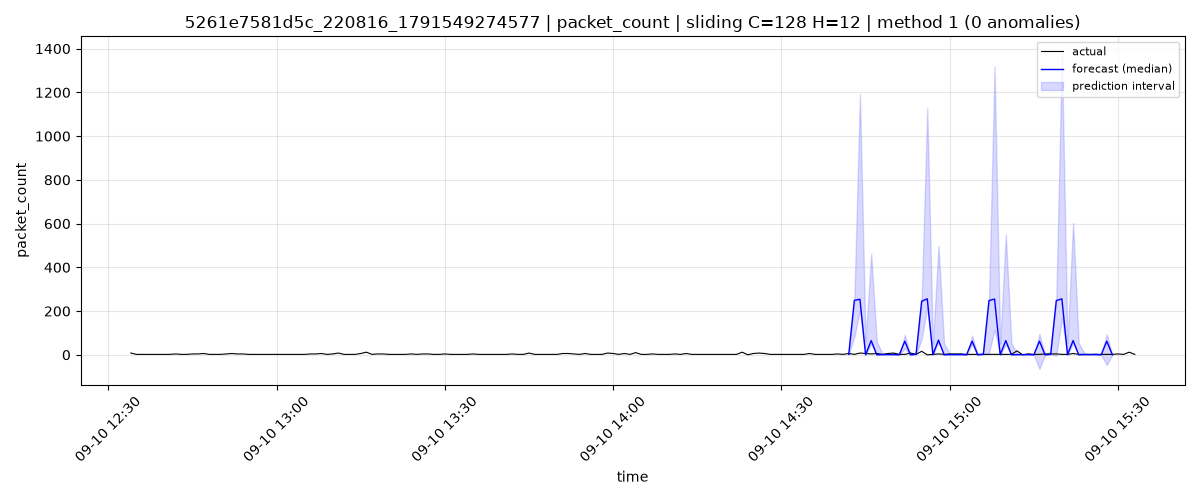 5261e7581d5c_220816_1791549274577 | packet_count | sliding C=128 H=12 | method 1 (0 anomalies)
actual
forecast (median)
prediction interval
packet_count
1400
1200
1000
800
600
400
200
0
09-10 12:30
09-10 13:00
09-10 13:30
09-10 14:00
09-10 14:30
09-10 15:00
09-10 15:30
time